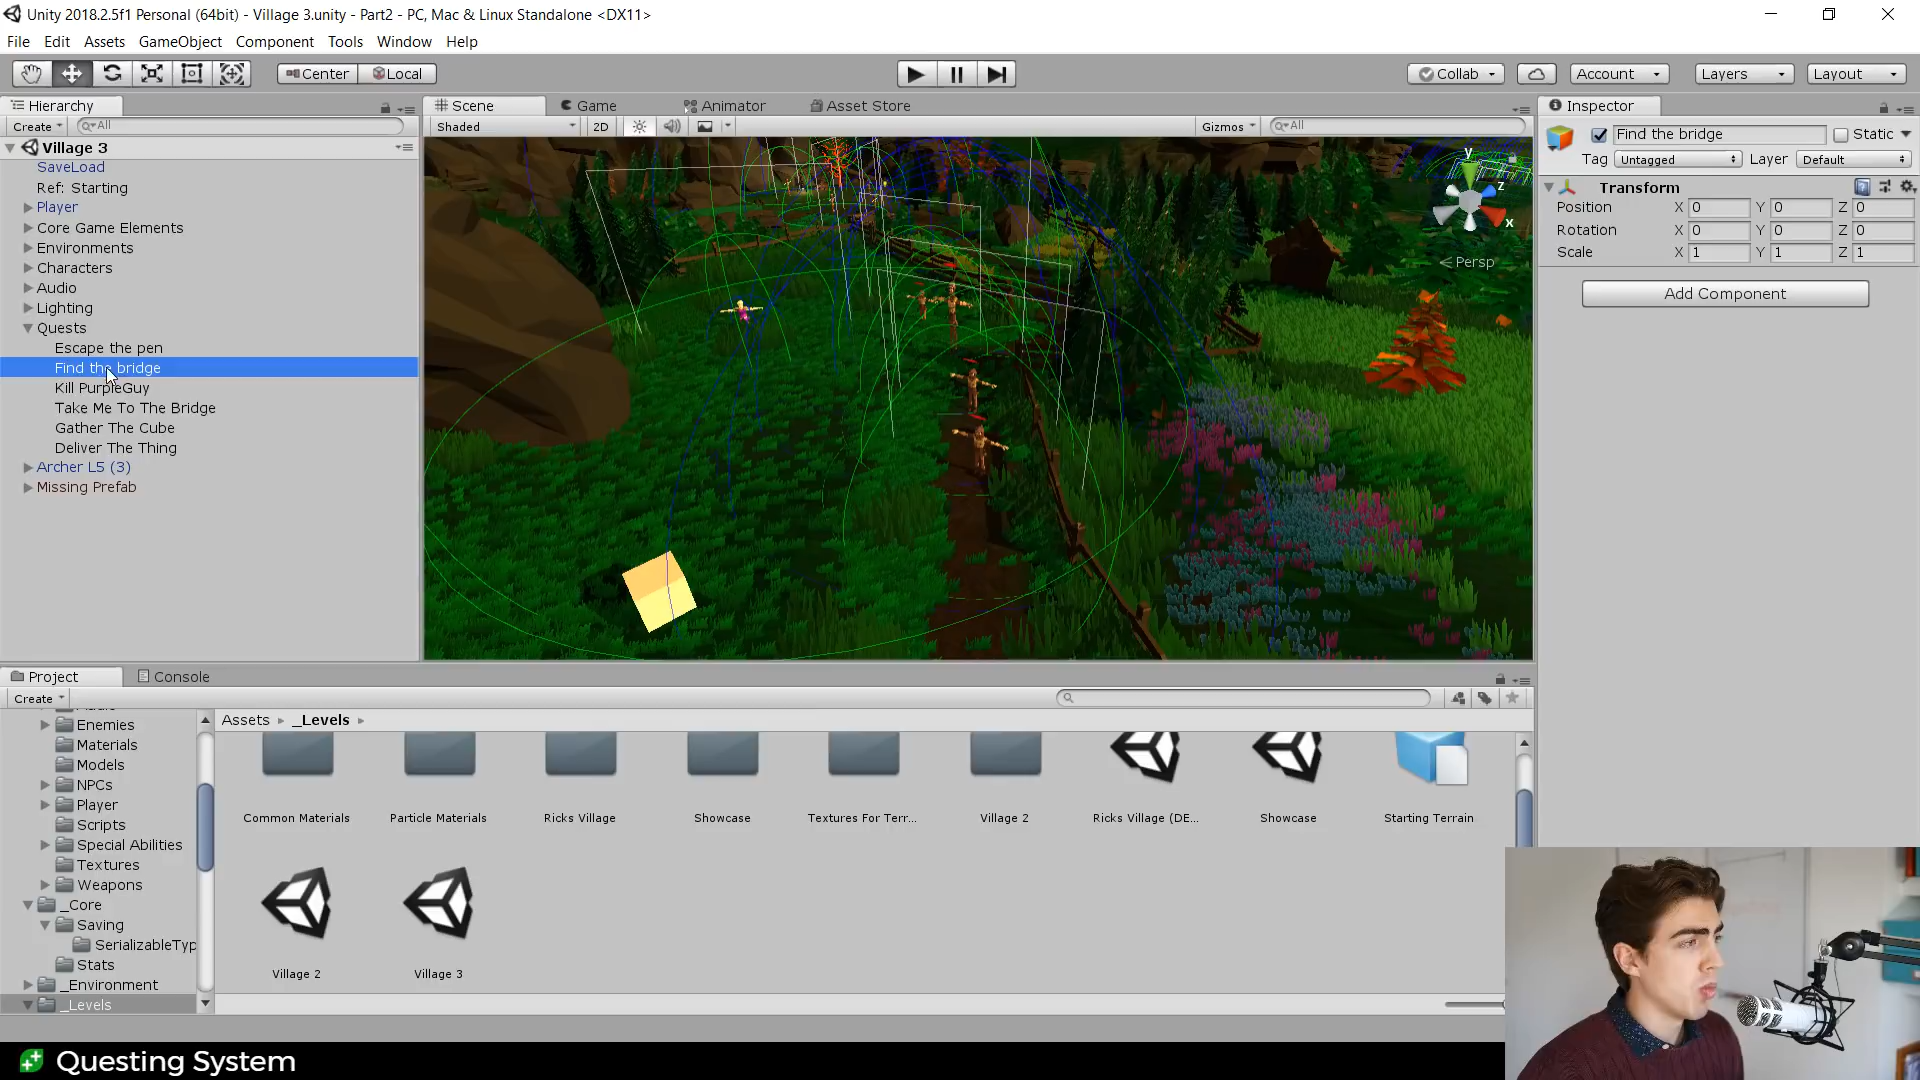 Unity 2018.2.5f1 Personal (64bit) - Village 3.unity - Part2 - PC, Mac & Linux Standalone <DX11>
File Edit Assets GameObject Component Tools Window Help
Center Local Collab Account Layers Layout
Hierarchy Scene Game Animator Asset Store Inspector
Create All Shaded 2D Gizmos All
Village 3
SaveLoad
Ref: Starting
Player
Core Game Elements
Environments
Characters
Audio
Lighting
Quests
Escape the pen
Find the bridge
Kill PurpleGuy
Take Me To The Bridge
Gather The Cube
Deliver The Thing
Archer L5 (3)
Missing Prefab
y
z
x
Persp
Find the bridge Static
Tag Untagged Layer Default
Transform
Position X 0 Y 0 Z 0
Rotation X 0 Y 0 Z 0
Scale X 1 Y 1 Z 1
Add Component
Project Console
Create
Enemies
Materials
Models
NPCs
Player
Scripts
Special Abilities
Textures
Weapons
_Core
Saving
SerializableTyp
Stats
_Environment
_Levels
Assets _Levels
Common Materials Particle Materials Ricks Village Showcase Textures For Terr... Village 2 Ricks Village (DE... Showcase Starting Terrain
Village 2 Village 3
Questing System